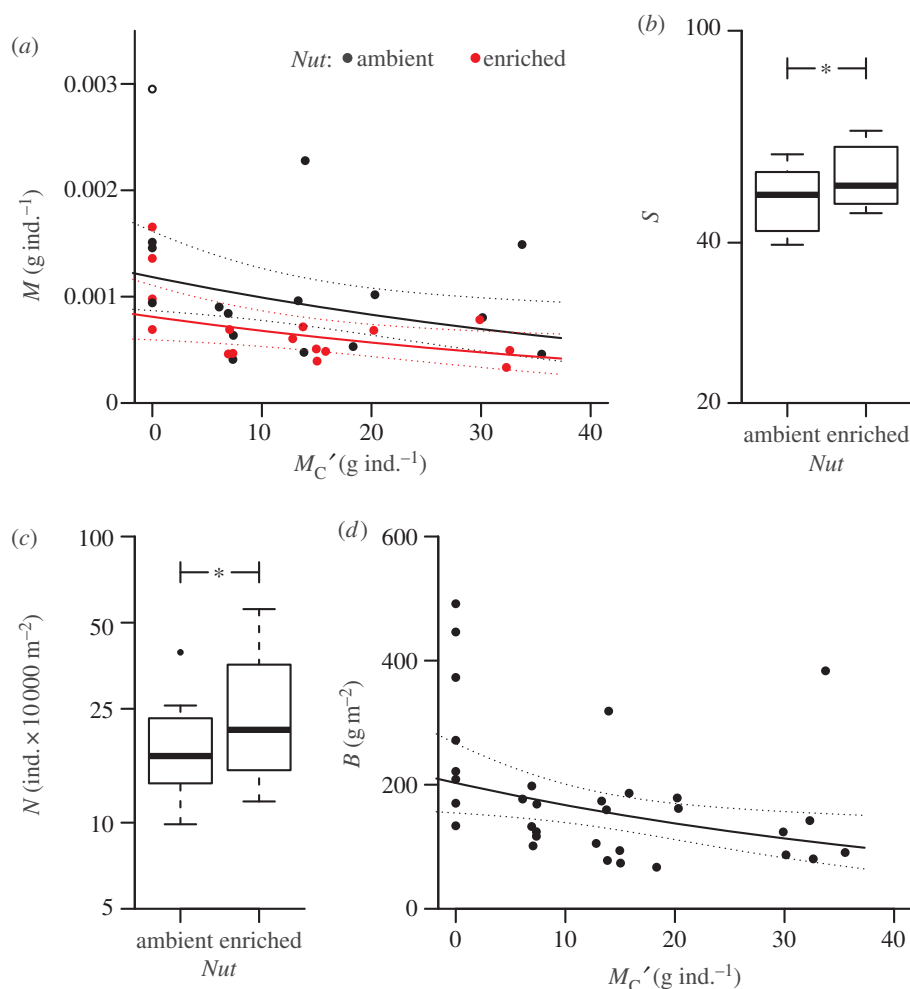 (a)
Nut: ambient enriched
0.003
0.002
0.001
0
M (g ind.⁻¹)
0 10 20 30 40
M_C′ (g ind.⁻¹)
(b)
100
40
20
S
*
ambient enriched
Nut
(c)
100
50
25
10
5
N (ind. × 10 000 m⁻²)
*
ambient enriched
Nut
(d)
600
400
200
0
B (g m⁻²)
0 10 20 30 40
M_C′ (g ind.⁻¹)